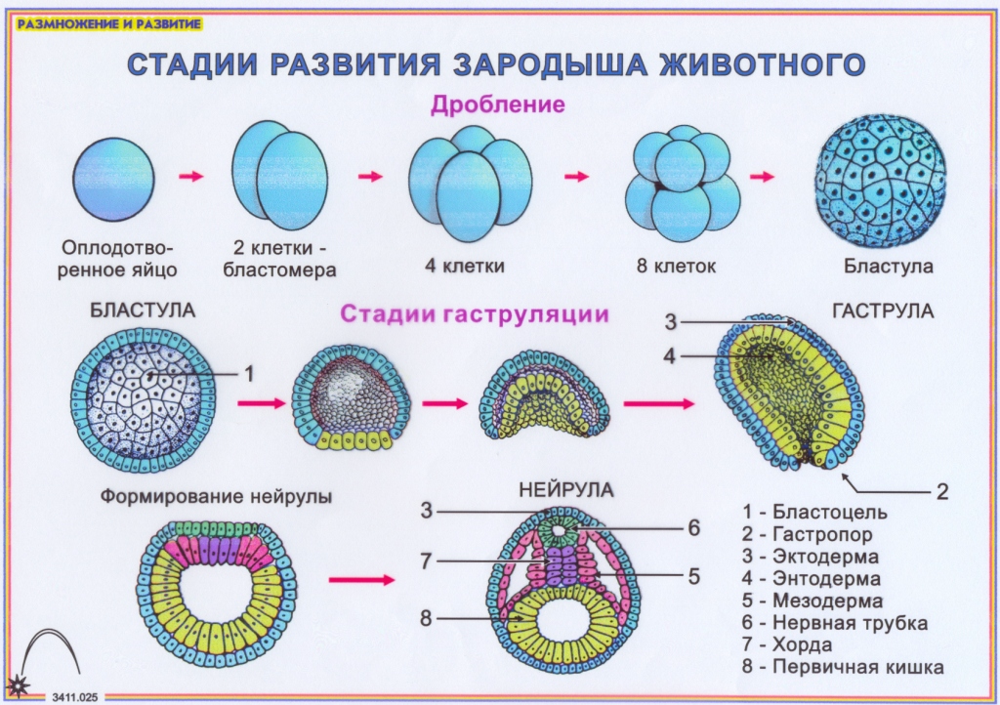 РАЗМНОЖЕНИЕ И РАЗВИТИЕ
СТАДИИ РАЗВИТИЯ ЗАРОДЫША ЖИВОТНОГО
Дробление
Оплодотво-
ренное яйцо
2 клетки -
бластомера
4 клетки
8 клеток
Бластула
БЛАСТУЛА
Стадии гаструляции
ГАСТРУЛА
1
3
4
2
Формирование нейрулы
НЕЙРУЛА
3
6
7
5
8
1 - Бластоцель
2 - Гастропор
3 - Эктодерма
4 - Энтодерма
5 - Мезодерма
6 - Нервная трубка
7 - Хорда
8 - Первичная кишка
3411.025